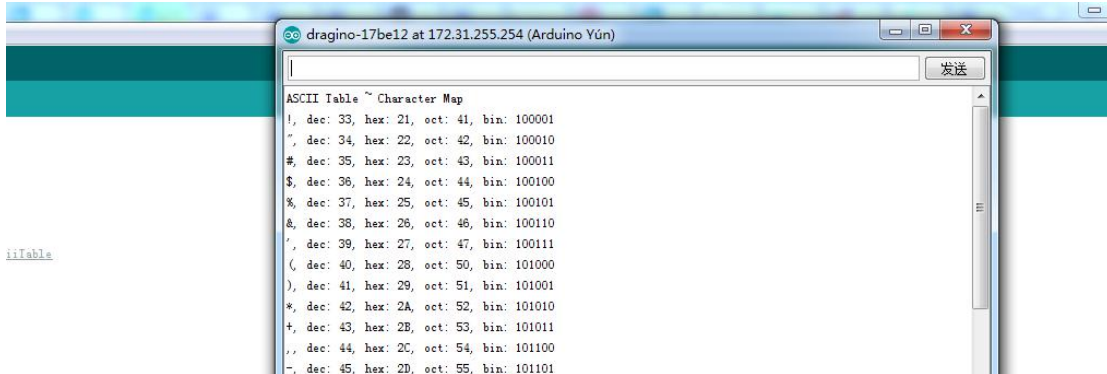 dragino-17be12 at 172.31.255.254 (Arduino Yún)
发送
ASCII Table ~ Character Map
!, dec: 33, hex: 21, oct: 41, bin: 100001
", dec: 34, hex: 22, oct: 42, bin: 100010
#, dec: 35, hex: 23, oct: 43, bin: 100011
$, dec: 36, hex: 24, oct: 44, bin: 100100
%, dec: 37, hex: 25, oct: 45, bin: 100101
&, dec: 38, hex: 26, oct: 46, bin: 100110
', dec: 39, hex: 27, oct: 47, bin: 100111
iiTable
(, dec: 40, hex: 28, oct: 50, bin: 101000
), dec: 41, hex: 29, oct: 51, bin: 101001
*, dec: 42, hex: 2A, oct: 52, bin: 101010
+, dec: 43, hex: 2B, oct: 53, bin: 101011
,, dec: 44, hex: 2C, oct: 54, bin: 101100
-, dec: 45, hex: 2D, oct: 55, bin: 101101